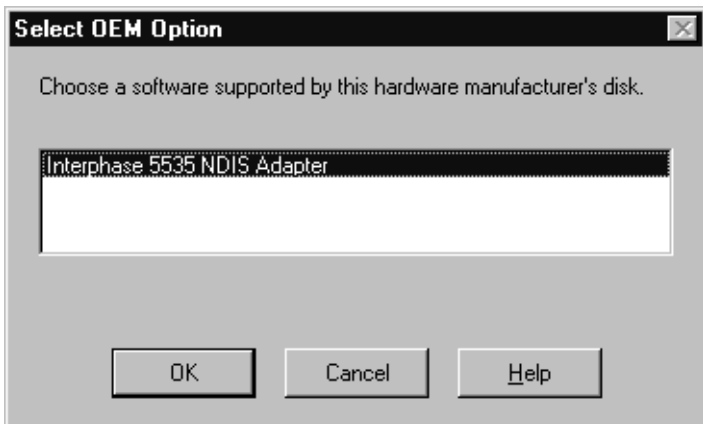 Select OEM Option
Choose a software supported by this hardware manufacturer's disk.
Interphase 5535 NDIS Adapter
OK Cancel Help